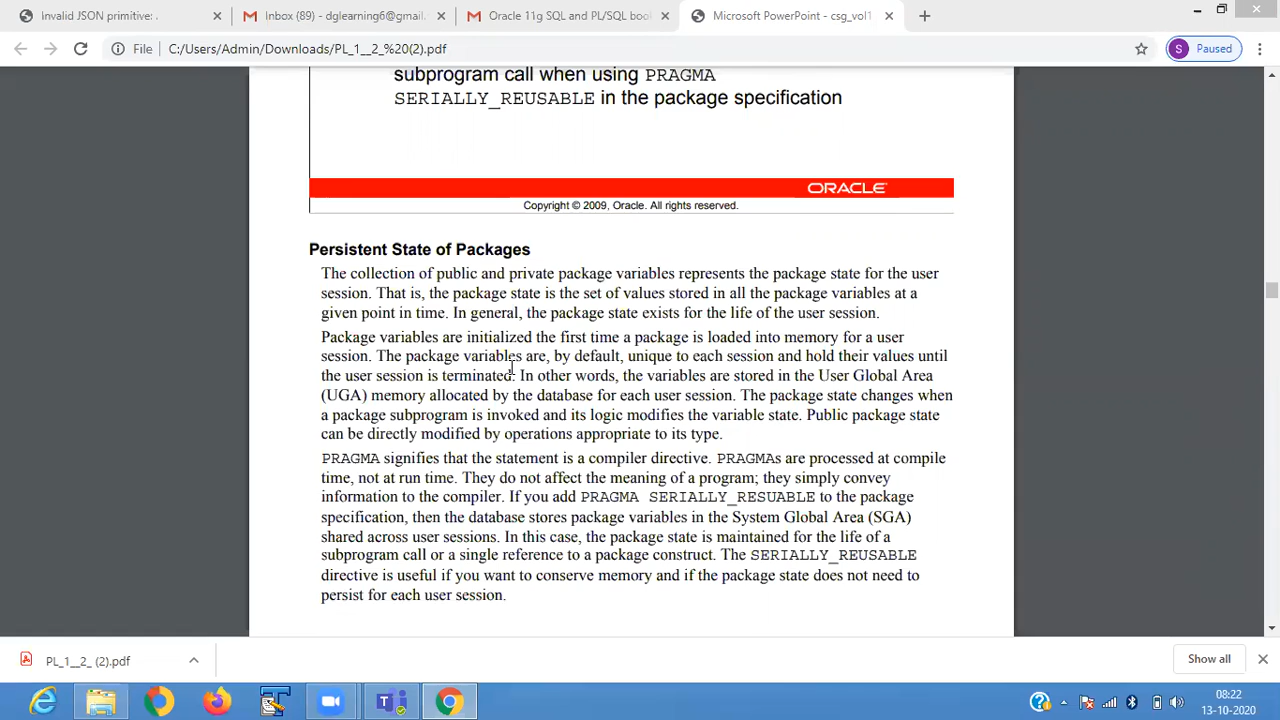 Invalid JSON primitive: .
Inbox (89) - dglearning6@gmail.
Oracle 11g SQL and PL/SQL boo
Microsoft PowerPoint - csg_vol1
File
C:/Users/Admin/Downloads/PL_1__2_%20(2).pdf
S
Paused
subprogram call when using PRAGMA
SERIALLY_REUSABLE in the package specification
ORACLE
Copyright © 2009, Oracle. All rights reserved.
Persistent State of Packages
The collection of public and private package variables represents the package state for the user
session. That is, the package state is the set of values stored in all the package variables at a
given point in time. In general, the package state exists for the life of the user session.
Package variables are initialized the first time a package is loaded into memory for a user
session. The package variables are, by default, unique to each session and hold their values until
the user session is terminated. In other words, the variables are stored in the User Global Area
(UGA) memory allocated by the database for each user session. The package state changes when
a package subprogram is invoked and its logic modifies the variable state. Public package state
can be directly modified by operations appropriate to its type.
PRAGMA signifies that the statement is a compiler directive. PRAGMAs are processed at compile
time, not at run time. They do not affect the meaning of a program; they simply convey
information to the compiler. If you add PRAGMA SERIALLY_RESUABLE to the package
specification, then the database stores package variables in the System Global Area (SGA)
shared across user sessions. In this case, the package state is maintained for the life of a
subprogram call or a single reference to a package construct. The SERIALLY_REUSABLE
directive is useful if you want to conserve memory and if the package state does not need to
persist for each user session.
PL_1__2_ (2).pdf
Show all
08:22
13-10-2020